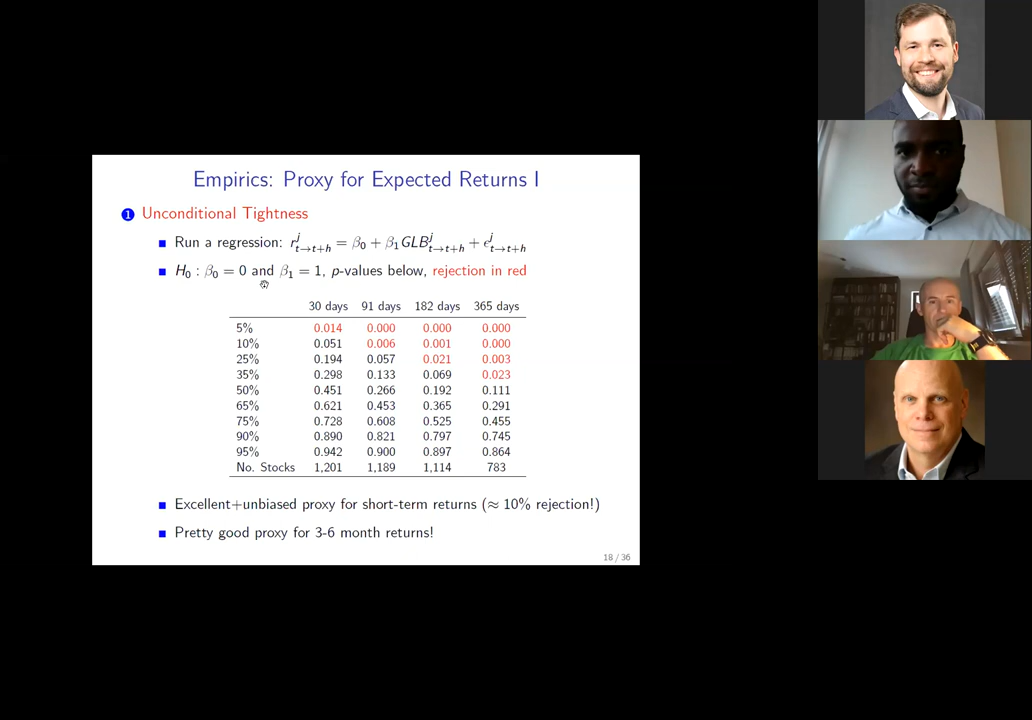 Empirics: Proxy for Expected Returns I
1 Unconditional Tightness
■ Run a regression: r^j_{t→t+h} = β₀ + β₁GLB^j_{t→t+h} + ϵ^j_{t→t+h}
■ H₀ : β₀ = 0 and β₁ = 1, p-values below, rejection in red
30 days 91 days 182 days 365 days
5% 0.014 0.000 0.000 0.000
10% 0.051 0.006 0.001 0.000
25% 0.194 0.057 0.021 0.003
35% 0.298 0.133 0.069 0.023
50% 0.451 0.266 0.192 0.111
65% 0.621 0.453 0.365 0.291
75% 0.728 0.608 0.525 0.455
90% 0.890 0.821 0.797 0.745
95% 0.942 0.900 0.897 0.864
No. Stocks 1,201 1,189 1,114 783
■ Excellent+unbiased proxy for short-term returns (≈ 10% rejection!)
■ Pretty good proxy for 3-6 month returns!
18 / 36